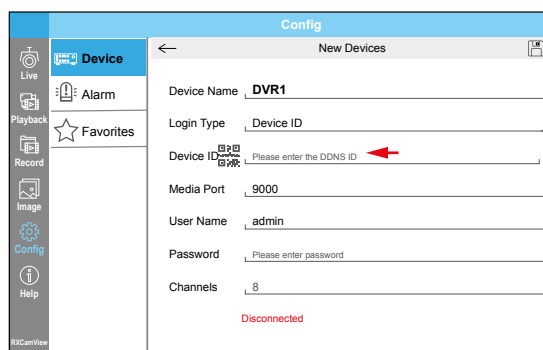 Config
Live
Playback
Record
Image
Config
Help
RXCamView
Device
Alarm
Favorites
New Devices
Device Name DVR1
Login Type Device ID
Device ID Please enter the DDNS ID
Media Port 9000
User Name admin
Password Please enter password
Channels 8
Disconnected